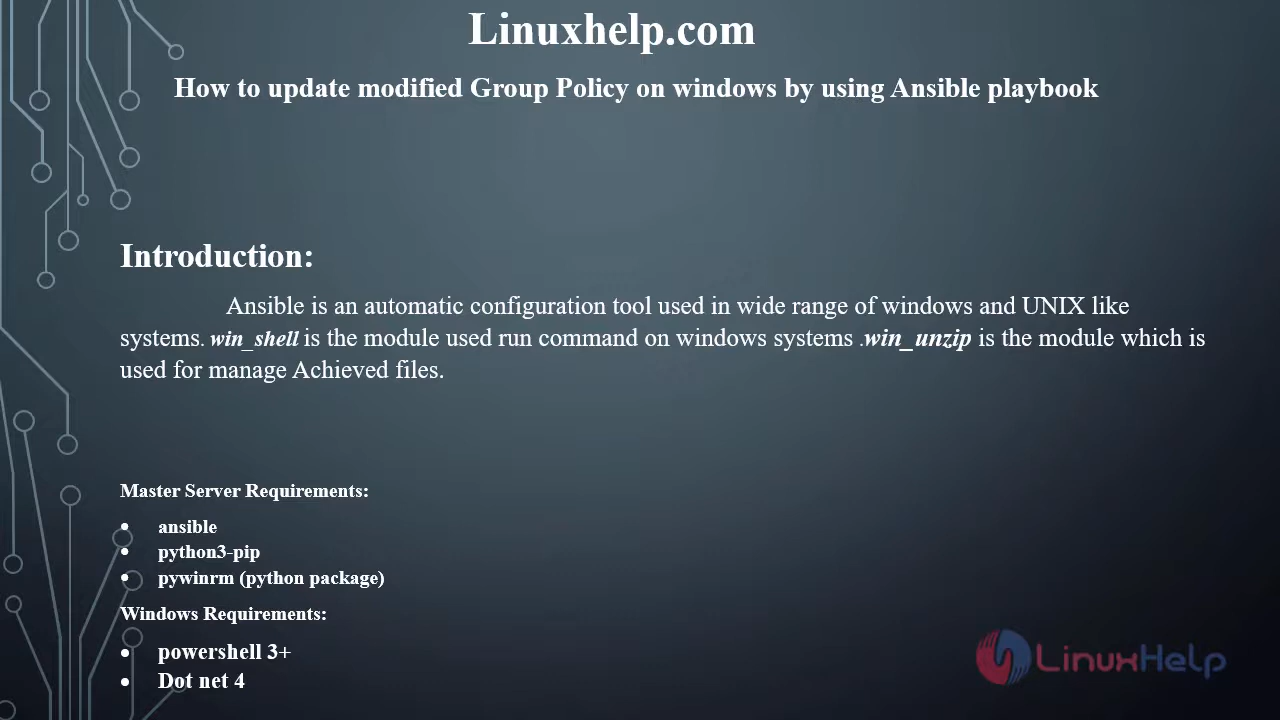 Linuxhelp.com
How to update modified Group Policy on windows by using Ansible playbook
Introduction:
Ansible is an automatic configuration tool used in wide range of windows and UNIX like
systems. win_shell is the module used run command on windows systems .win_unzip is the module which is
used for manage Achieved files.
Master Server Requirements:
• ansible
• python3-pip
• pywinrm (python package)
Windows Requirements:
• powershell 3+
• Dot net 4
LinuxHelp